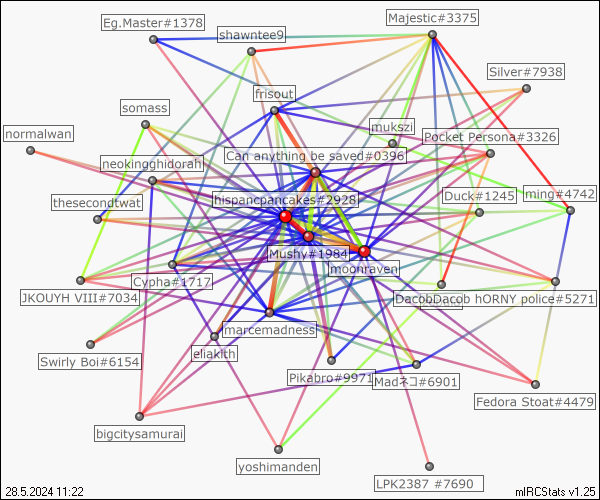 Eg.Master#1378
Majestic#3375
shawntee9
Silver#7938
frisout
somass
mukszi
normalwan
Pocket Persona#3326
neokingghidorah
Can anything be saved#0396
thesecondtwat
hispancpancakes#2928
Duck#1245
ming#4742
Mushy#1984
moonraven
Cypha#1717
JKOUYH VIII#7034
DacobDacob
hORNY police#5271
marcemadness
eliakith
Swirly Boi#6154
Pikabro#9971
Madネコ#6901
Fedora Stoat#4479
bigcitysamurai
yoshimanden
LPK2387 #7690
28.5.2024 11:22
mIRCStats v1.25